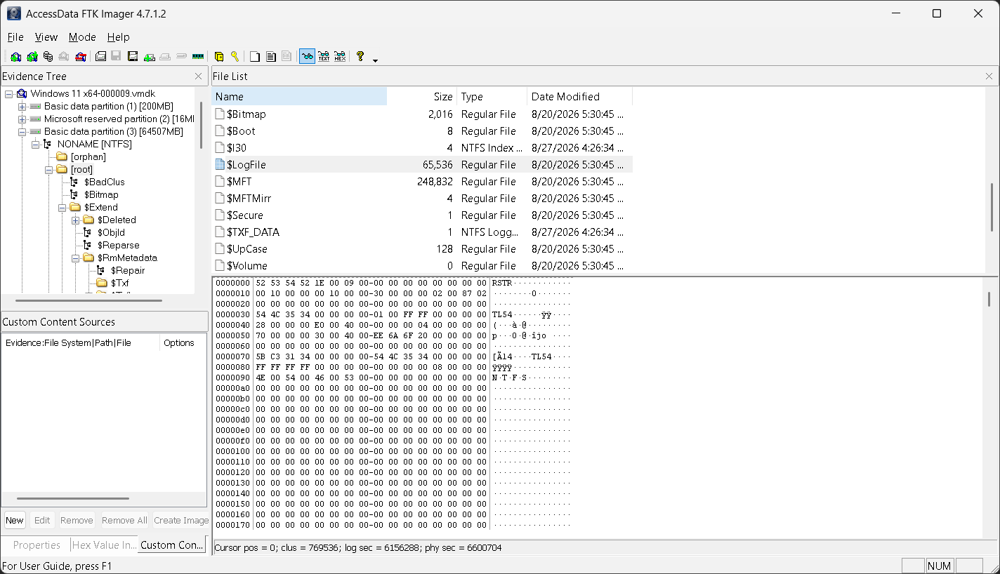 AccessData FTK Imager 4.7.1.2
File View Mode Help
Evidence Tree
Windows 11 x64-000009.vmdk
Basic data partition (1) [200MB]
Microsoft reserved partition (2) [16MI
Basic data partition (3) [64507MB]
NONAME [NTFS]
[orphan]
[root]
$BadClus
$Bitmap
$Extend
$Deleted
$ObjId
$Reparse
$RmMetadata
$Repair
$Txf
Custom Content Sources
Evidence:File System|Path|File Options
New Edit Remove Remove All Create Image
Properties Hex Value In... Custom Con...
File List
Name Size Type Date Modified
$Bitmap 2,016 Regular File 8/20/2026 5:30:45 ...
$Boot 8 Regular File 8/20/2026 5:30:45 ...
$I30 4 NTFS Index ... 8/27/2026 4:26:34 ...
$LogFile 65,536 Regular File 8/20/2026 5:30:45 ...
$MFT 248,832 Regular File 8/20/2026 5:30:45 ...
$MFTMirr 4 Regular File 8/20/2026 5:30:45 ...
$Secure 1 Regular File 8/20/2026 5:30:45 ...
$TXF_DATA 1 NTFS Logg... 8/27/2026 4:26:34 ...
$UpCase 128 Regular File 8/20/2026 5:30:45 ...
$Volume 0 Regular File 8/20/2026 5:30:45 ...
0000000 52 53 54 52 1E 00 09 00-00 00 00 00 00 00 00 00 RSTR············
0000010 00 10 00 00 00 10 00 00-30 00 00 00 02 00 87 02 ········0·······
0000020 00 00 00 00 00 00 00 00-00 00 00 00 00 00 00 00 ················
0000030 54 4C 35 34 00 00 00 00-01 00 FF FF 00 00 00 00 TL54······ÿÿ····
0000040 28 00 00 00 E0 00 40 00-00 00 00 04 00 00 00 00 (···à·@·········
0000050 70 00 00 00 30 00 40 00-EE 6A 6F 20 00 00 00 00 p···0·@·îjo ····
0000060 00 00 00 00 00 00 00 00-00 00 00 00 00 00 00 00 ················
0000070 5B C3 31 34 00 00 00 00-54 4C 35 34 00 00 00 00 [Ã14····TL54····
0000080 FF FF FF FF 00 00 00 00-00 00 00 00 08 00 00 00 ÿÿÿÿ············
0000090 4E 00 54 00 46 00 53 00-00 00 00 00 00 00 00 00 N·T·F·S·········
00000a0 00 00 00 00 00 00 00 00-00 00 00 00 00 00 00 00 ················
00000b0 00 00 00 00 00 00 00 00-00 00 00 00 00 00 00 00 ················
00000c0 00 00 00 00 00 00 00 00-00 00 00 00 00 00 00 00 ················
00000d0 00 00 00 00 00 00 00 00-00 00 00 00 00 00 00 00 ················
00000e0 00 00 00 00 00 00 00 00-00 00 00 00 00 00 00 00 ················
00000f0 00 00 00 00 00 00 00 00-00 00 00 00 00 00 00 00 ················
0000100 00 00 00 00 00 00 00 00-00 00 00 00 00 00 00 00 ················
0000110 00 00 00 00 00 00 00 00-00 00 00 00 00 00 00 00 ················
0000120 00 00 00 00 00 00 00 00-00 00 00 00 00 00 00 00 ················
0000130 00 00 00 00 00 00 00 00-00 00 00 00 00 00 00 00 ················
0000140 00 00 00 00 00 00 00 00-00 00 00 00 00 00 00 00 ················
0000150 00 00 00 00 00 00 00 00-00 00 00 00 00 00 00 00 ················
0000160 00 00 00 00 00 00 00 00-00 00 00 00 00 00 00 00 ················
0000170 00 00 00 00 00 00 00 00-00 00 00 00 00 00 00 00 ················
Cursor pos = 0; clus = 769536; log sec = 6156288; phy sec = 6600704
For User Guide, press F1 NUM